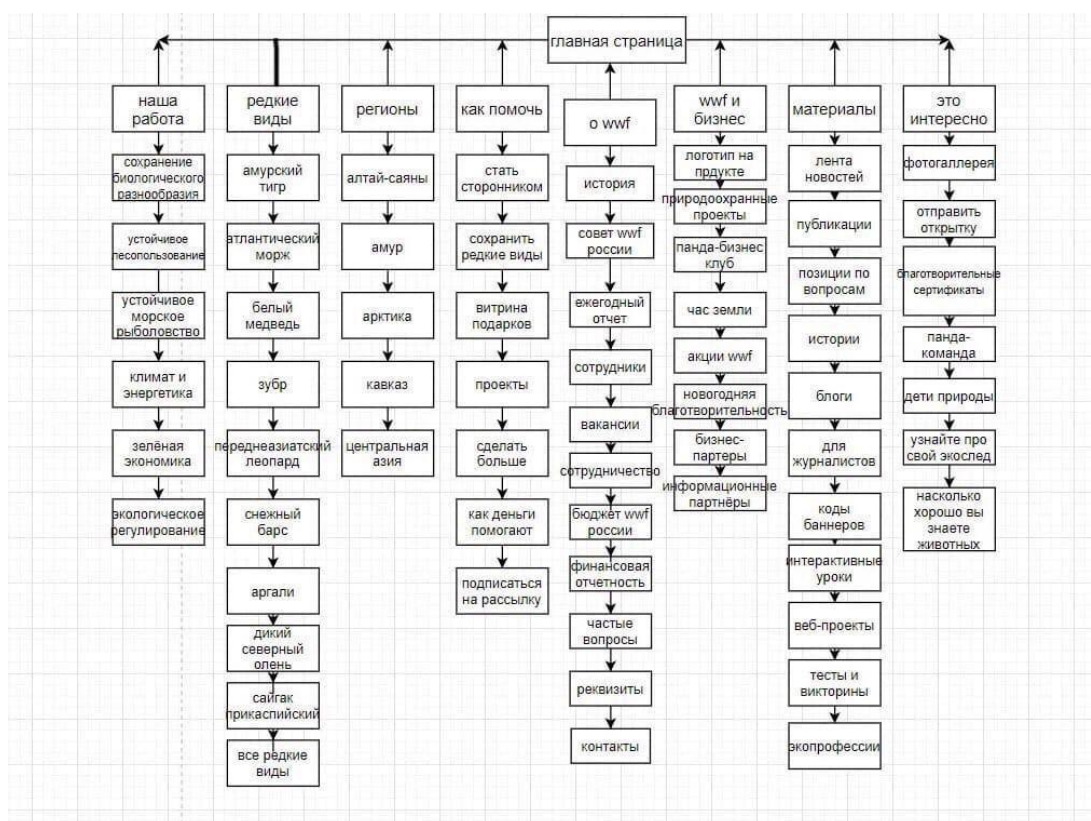 главная страница
наша
работа
сохранение
биологического
разнообразия
устойчивое
лесопользование
устойчивое
морское
рыболовство
климат и
энергетика
зелёная
экономика
экологическое
регулирование
редкие
виды
амурский
тигр
атлантический
морж
белый
медведь
зубр
переднеазиатский
леопард
снежный
барс
аргали
дикий
северный
олень
сайгак
прикаспийский
все редкие
виды
регионы
алтай-саяны
амур
арктика
кавказ
центральная
азия
как помочь
стать
сторонником
сохранить
редкие виды
витрина
подарков
проекты
сделать
больше
как деньги
помогают
подписаться
на рассылку
о wwf
история
совет wwf
россии
ежегодный
отчет
сотрудники
вакансии
сотрудничество
бюджет wwf
россии
финансовая
отчетность
частые
вопросы
реквизиты
контакты
wwf и
бизнес
логотип на
прдукте
природоохранные
проекты
панда-бизнес
клуб
час земли
акции wwf
новогодняя
благотворительность
бизнес-
партеры
информационные
партнёры
материалы
лента
новостей
публикации
позиции по
вопросам
истории
блоги
для
журналистов
коды
баннеров
интерактивные
уроки
веб-проекты
тесты и
викторины
экопрофессии
это
интересно
фотогаллерея
отправить
открытку
благотворительные
сертификаты
панда-
команда
дети природы
узнайте про
свой экослед
насколько
хорошо вы
знаете
животных